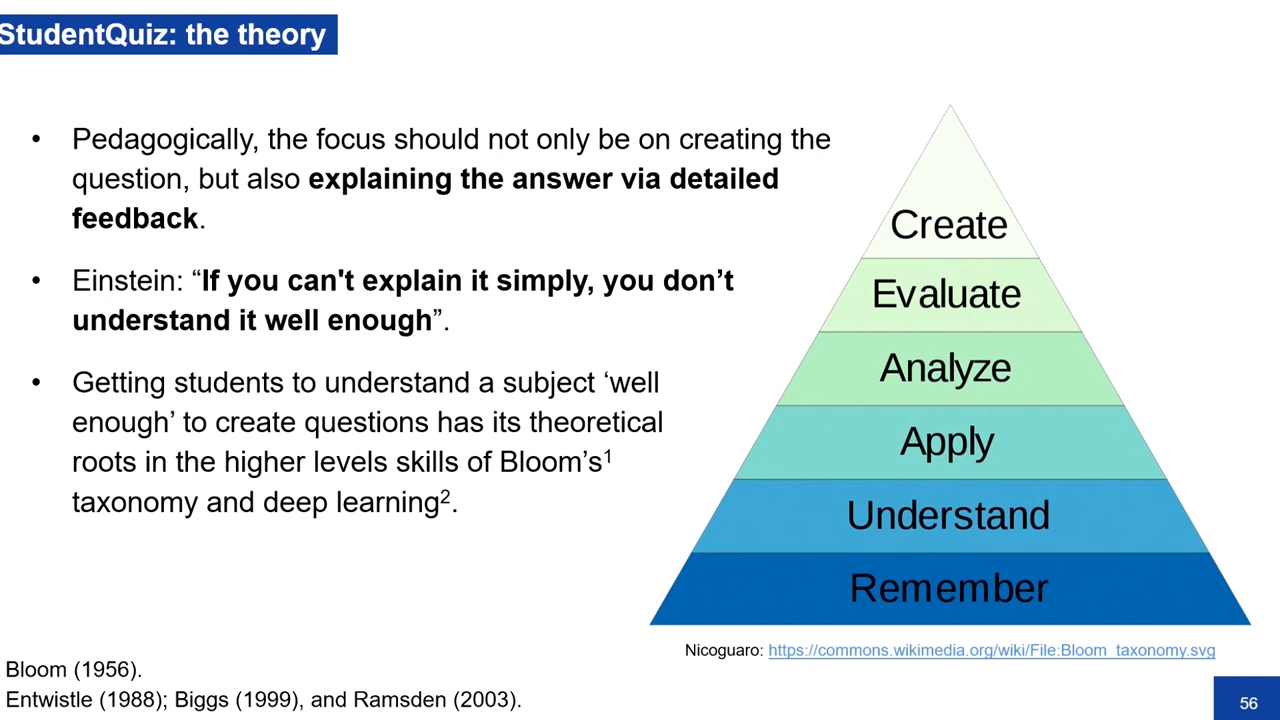 StudentQuiz: the theory
• Pedagogically, the focus should not only be on creating the
question, but also explaining the answer via detailed
feedback.
• Einstein: “If you can't explain it simply, you don’t
understand it well enough”.
• Getting students to understand a subject ‘well
enough’ to create questions has its theoretical
roots in the higher levels skills of Bloom’s¹
taxonomy and deep learning².
Create
Evaluate
Analyze
Apply
Understand
Remember
Nicoguaro: https://commons.wikimedia.org/wiki/File:Bloom_taxonomy.svg
Bloom (1956).
Entwistle (1988); Biggs (1999), and Ramsden (2003).
56